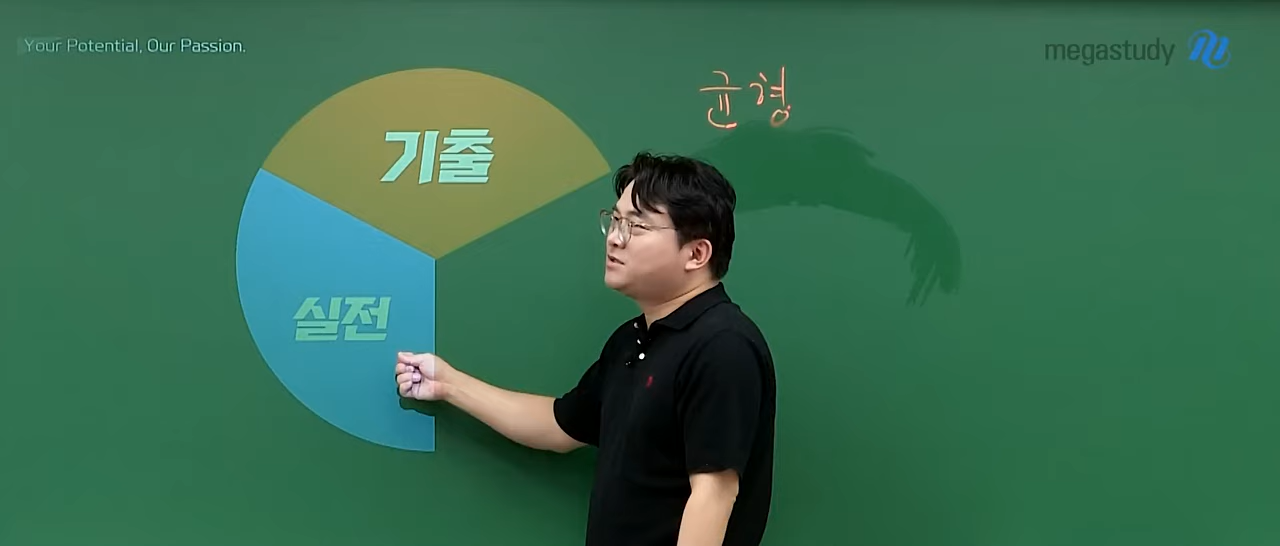 Your Potential, Our Passion.
megastudy
균형
기출
실전